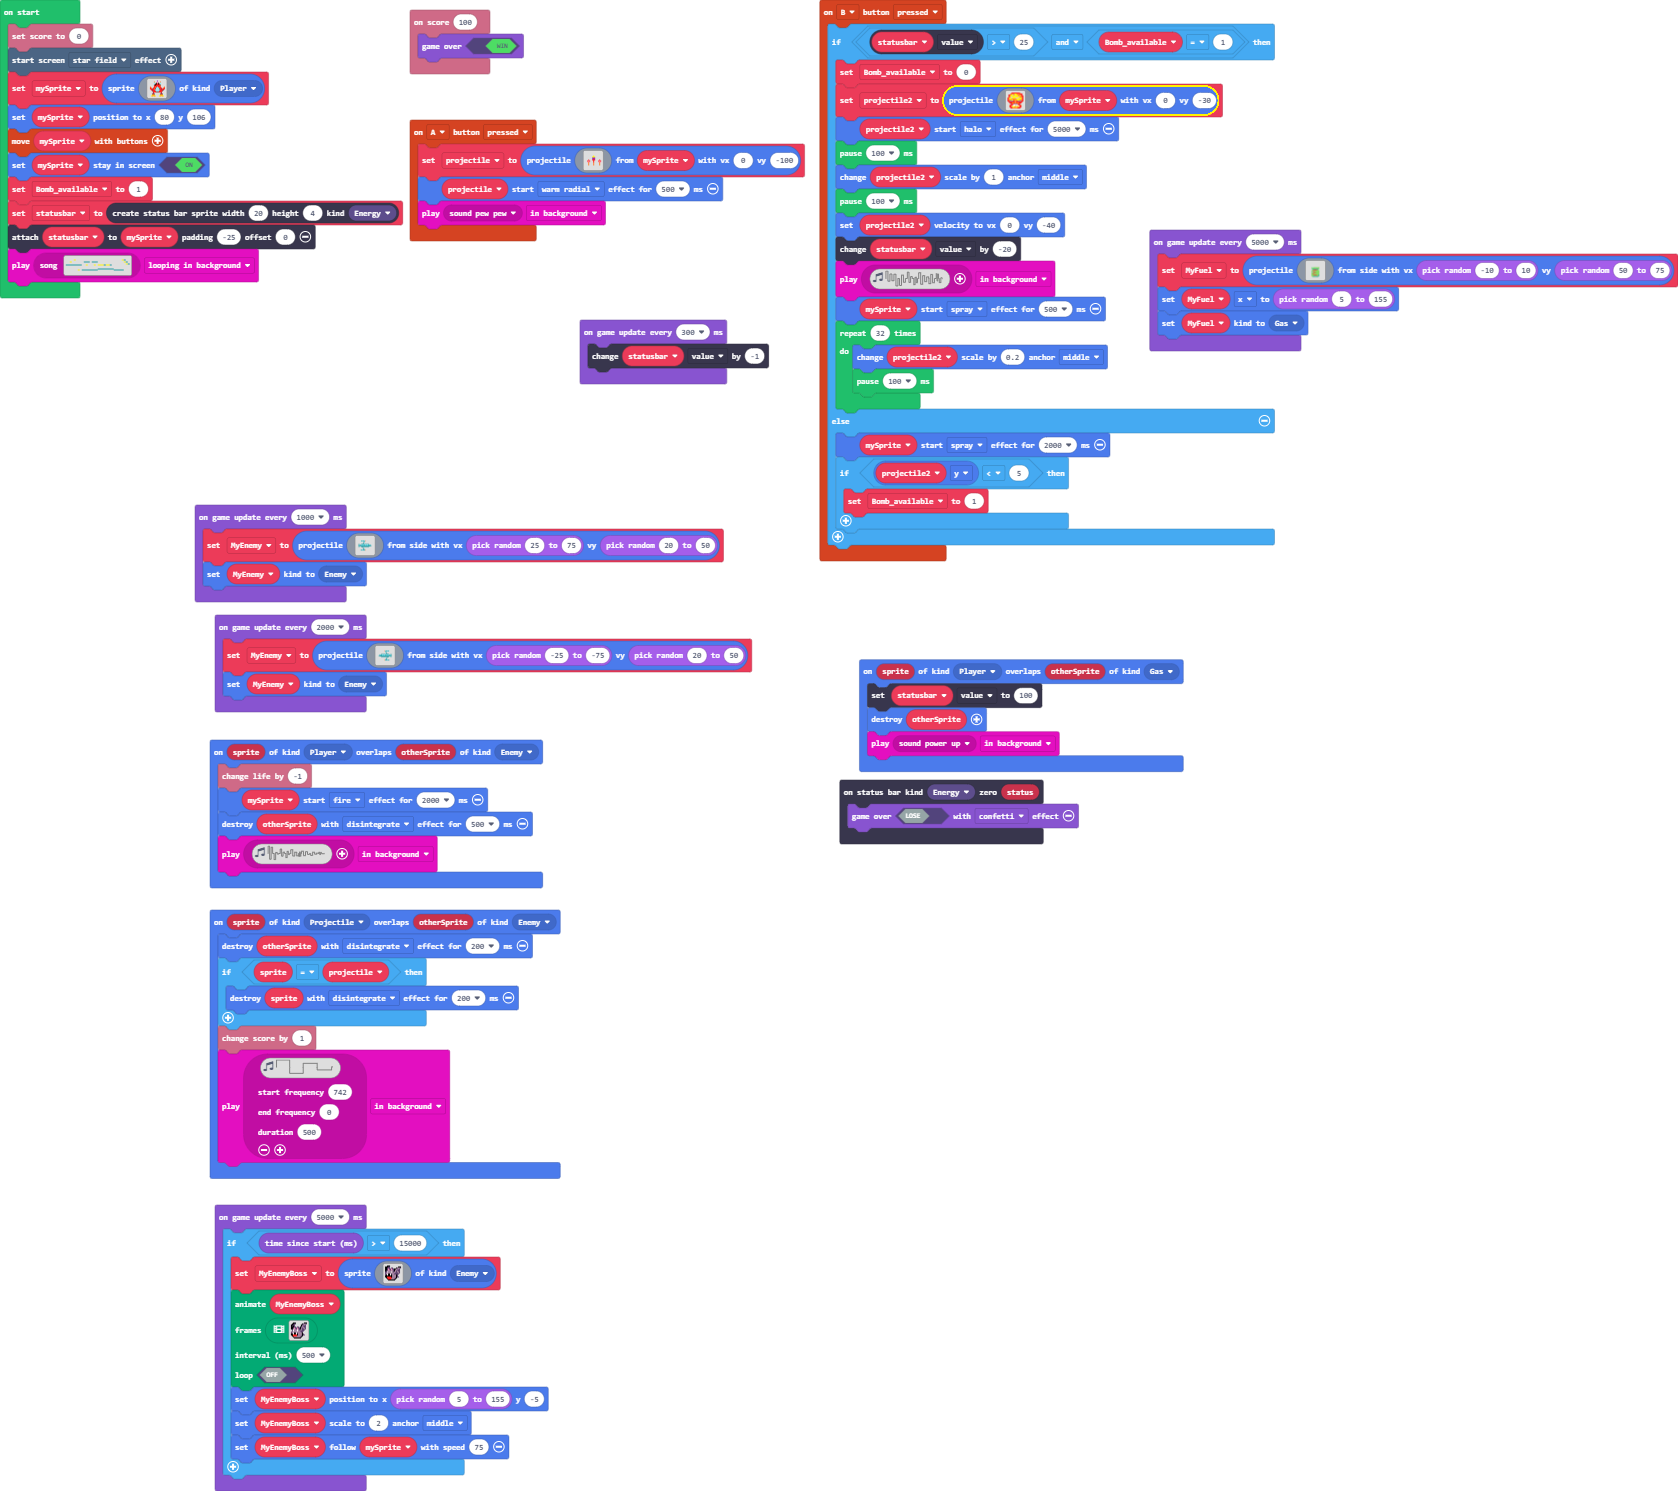 on start
set score to 0
start screen star field effect
set mySprite to sprite of kind Player
set mySprite position to x 80 y 106
move mySprite with buttons
set mySprite stay in screen ON
set Bomb_available to 1
set statusbar to create status bar sprite width 20 height 4 kind Energy
attach statusbar to mySprite padding -25 offset 0
play song looping in background
on score 100
game over WIN
on A button pressed
set projectile to projectile from mySprite with vx 0 vy -100
projectile start warm radial effect for 500 ms
play sound pew pew in background
on game update every 300 ms
change statusbar value by -1
on B button pressed
if statusbar value > 25 and Bomb_available = 1 then
set Bomb_available to 0
set projectile2 to projectile from mySprite with vx 0 vy -30
projectile2 start halo effect for 5000 ms
pause 100 ms
change projectile2 scale by 1 anchor middle
pause 100 ms
set projectile2 velocity to vx 0 vy -40
change statusbar value by -20
play in background
mySprite start spray effect for 500 ms
repeat 32 times
do change projectile2 scale by 0.2 anchor middle
pause 100 ms
else
mySprite start spray effect for 2000 ms
if projectile2 y < 5 then
set Bomb_available to 1
on game update every 5000 ms
set MyFuel to projectile from side with vx pick random -10 to 10 vy pick random 50 to 75
set MyFuel x to pick random 5 to 155
set MyFuel kind to Gas
on game update every 1000 ms
set MyEnemy to projectile from side with vx pick random 25 to 75 vy pick random 20 to 50
set MyEnemy kind to Enemy
on game update every 2000 ms
set MyEnemy to projectile from side with vx pick random -25 to -75 vy pick random 20 to 50
set MyEnemy kind to Enemy
on sprite of kind Player overlaps otherSprite of kind Enemy
change life by -1
mySprite start fire effect for 2000 ms
destroy otherSprite with disintegrate effect for 500 ms
play in background
on sprite of kind Projectile overlaps otherSprite of kind Enemy
destroy otherSprite with disintegrate effect for 200 ms
if sprite = projectile then
destroy sprite with disintegrate effect for 200 ms
change score by 1
start frequency 742
end frequency 0
play in background
duration 500
on game update every 5000 ms
if time since start (ms) > 15000 then
set MyEnemyBoss to sprite of kind Enemy
animate MyEnemyBoss
frames
interval (ms) 500
loop OFF
set MyEnemyBoss position to x pick random 5 to 155 y -5
set MyEnemyBoss scale to 2 anchor middle
set MyEnemyBoss follow mySprite with speed 75
on sprite of kind Player overlaps otherSprite of kind Gas
set statusbar value to 100
destroy otherSprite
play sound power up in background
on status bar kind Energy zero status
game over LOSE with confetti effect